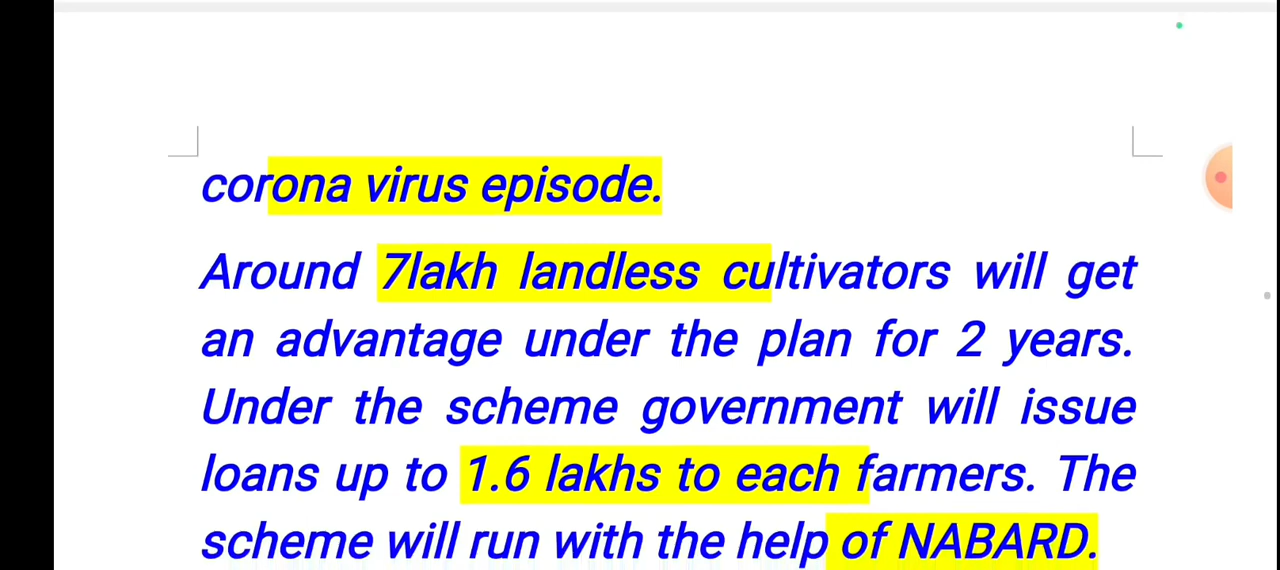 corona virus episode.
Around 7lakh landless cultivators will get
an advantage under the plan for 2 years.
Under the scheme government will issue
loans up to 1.6 lakhs to each farmers. The
scheme will run with the help of NABARD.